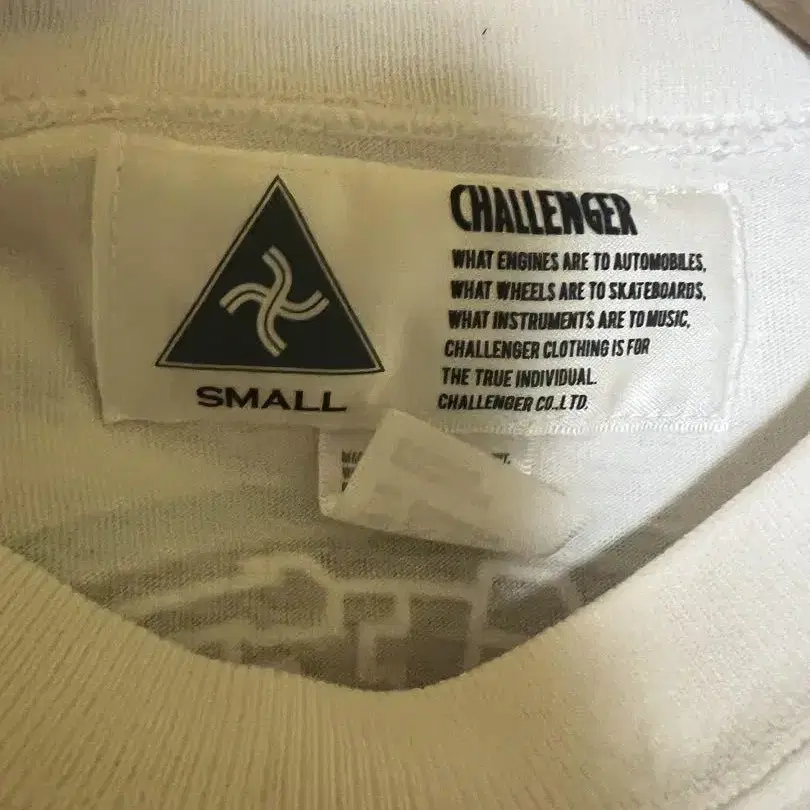 CHALLENGER
WHAT ENGINES ARE TO AUTOMOBILES,
WHAT WHEELS ARE TO SKATEBOARDS,
WHAT INSTRUMENTS ARE TO MUSIC,
CHALLENGER CLOTHING IS FOR
THE TRUE INDIVIDUAL.
CHALLENGER CO.,LTD.
SMALL